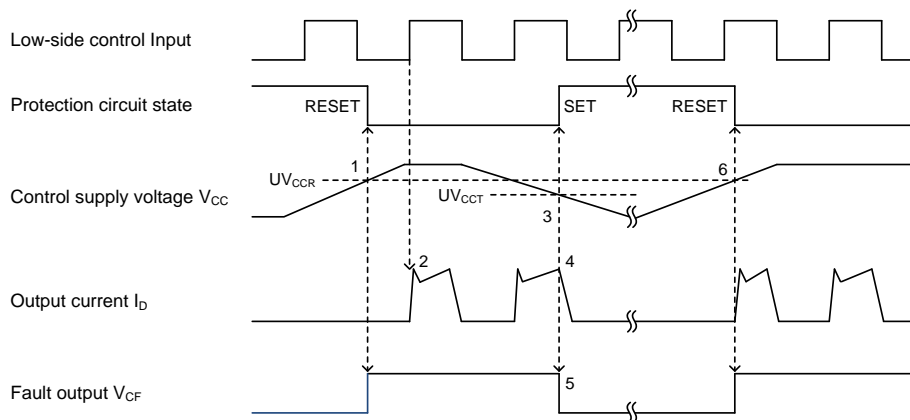 Low-side control Input
Protection circuit state
RESET
SET
RESET
1
6
UVCCR
Control supply voltage VCC
UVCCT
3
2
4
Output current ID
Fault output VCF
5